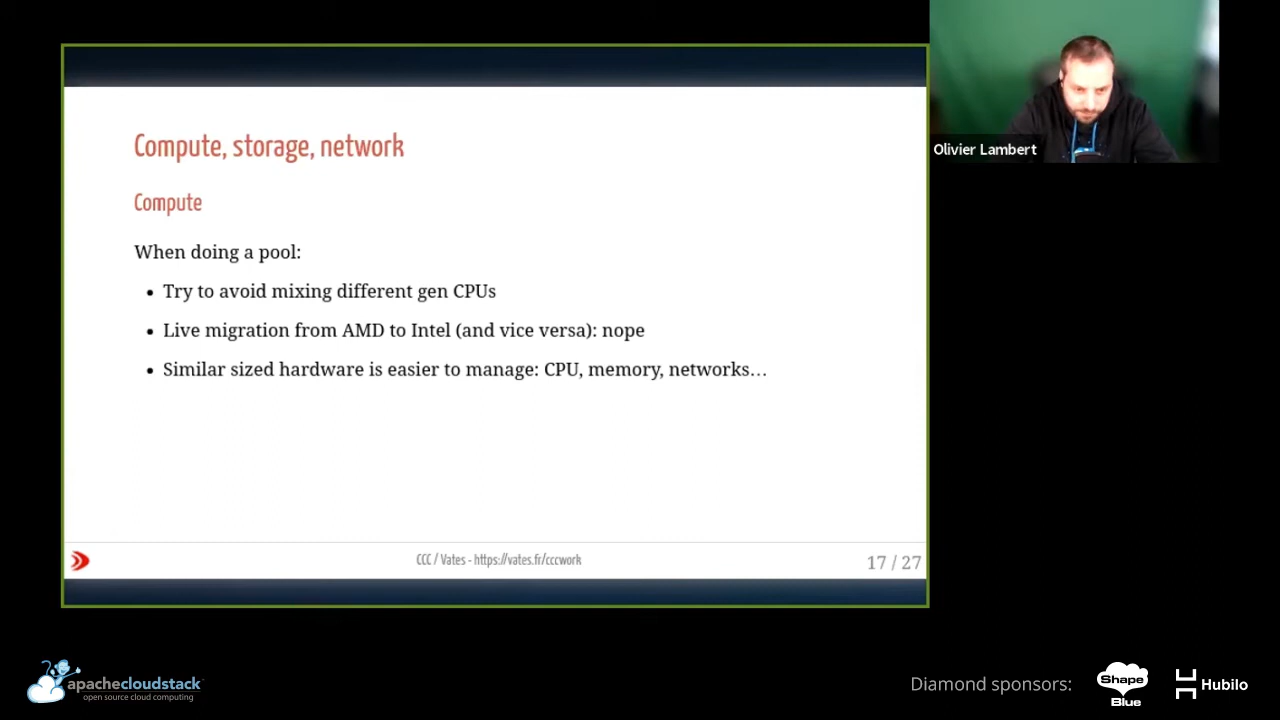 Compute, storage, network
Compute
When doing a pool:
• Try to avoid mixing different gen CPUs
• Live migration from AMD to Intel (and vice versa): nope
• Similar sized hardware is easier to manage: CPU, memory, networks…
CCC / Vates - https://vates.fr/cccwork
17 / 27
Olivier Lambert
apachecloudstack
open source cloud computing
Diamond sponsors:
Shape
Blue
Hubilo